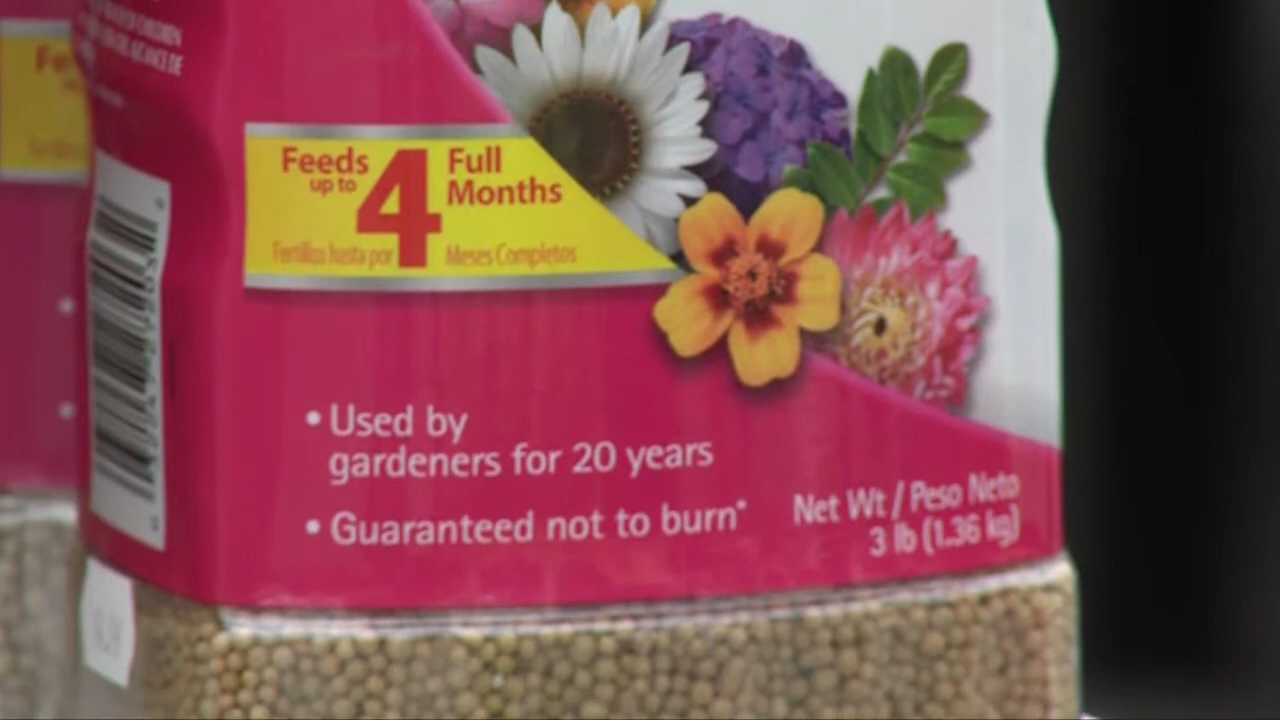 Feeds up to 4 Full Months
Fertiliza hasta por Meses Completos
• Used by
gardeners for 20 years
• Guaranteed not to burn*
Net Wt / Peso Neto
3 lb (1.36 kg)